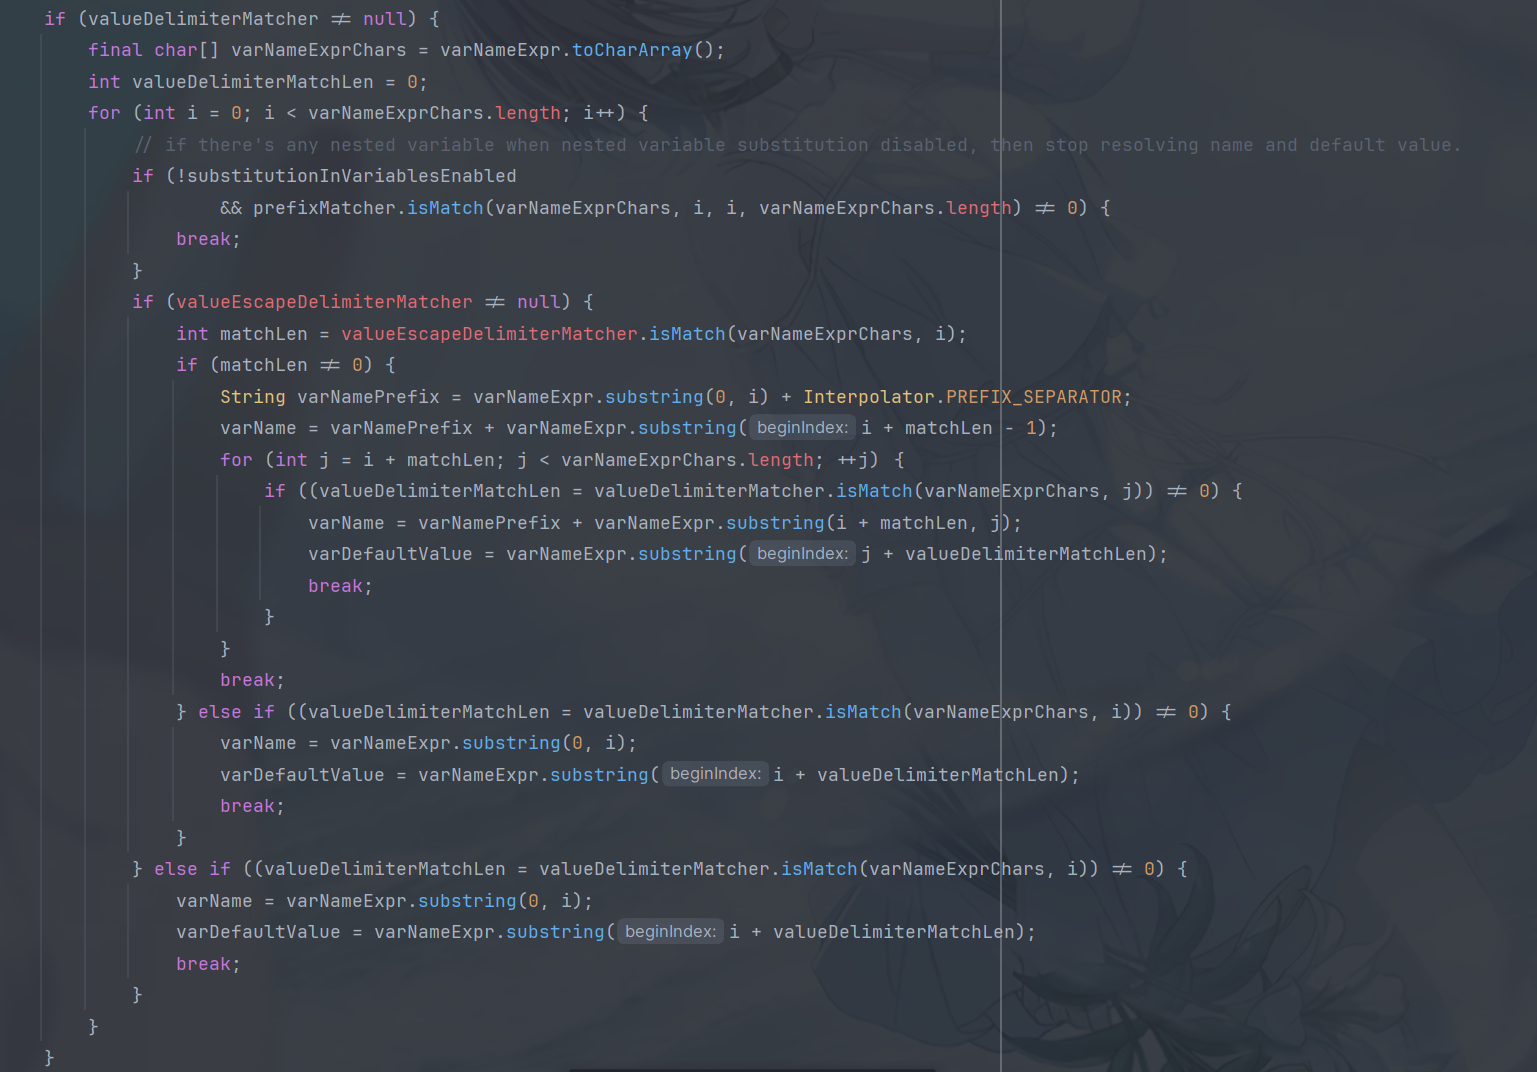 if (valueDelimiterMatcher != null) {
final char[] varNameExprChars = varNameExpr.toCharArray();
int valueDelimiterMatchLen = 0;
for (int i = 0; i < varNameExprChars.length; i++) {
// if there's any nested variable when nested variable substitution disabled, then stop resolving name and default value.
if (!substitutionInVariablesEnabled
&& prefixMatcher.isMatch(varNameExprChars, i, i, varNameExprChars.length) != 0) {
break;
}
if (valueEscapeDelimiterMatcher != null) {
int matchLen = valueEscapeDelimiterMatcher.isMatch(varNameExprChars, i);
if (matchLen != 0) {
String varNamePrefix = varNameExpr.substring(0, i) + Interpolator.PREFIX_SEPARATOR;
varName = varNamePrefix + varNameExpr.substring( beginIndex: i + matchLen - 1);
for (int j = i + matchLen; j < varNameExprChars.length; ++j) {
if ((valueDelimiterMatchLen = valueDelimiterMatcher.isMatch(varNameExprChars, j)) != 0) {
varName = varNamePrefix + varNameExpr.substring(i + matchLen, j);
varDefaultValue = varNameExpr.substring( beginIndex: j + valueDelimiterMatchLen);
break;
}
}
break;
} else if ((valueDelimiterMatchLen = valueDelimiterMatcher.isMatch(varNameExprChars, i)) != 0) {
varName = varNameExpr.substring(0, i);
varDefaultValue = varNameExpr.substring( beginIndex: i + valueDelimiterMatchLen);
break;
}
} else if ((valueDelimiterMatchLen = valueDelimiterMatcher.isMatch(varNameExprChars, i)) != 0) {
varName = varNameExpr.substring(0, i);
varDefaultValue = varNameExpr.substring( beginIndex: i + valueDelimiterMatchLen);
break;
}
}
}